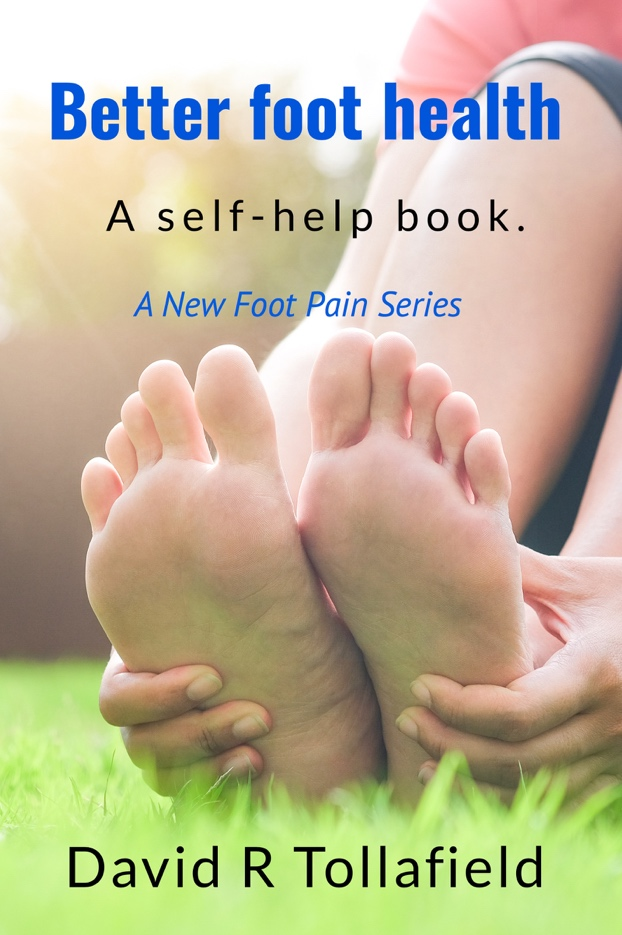 Better foot health
A self-help book.
A New Foot Pain Series
David R Tollafield